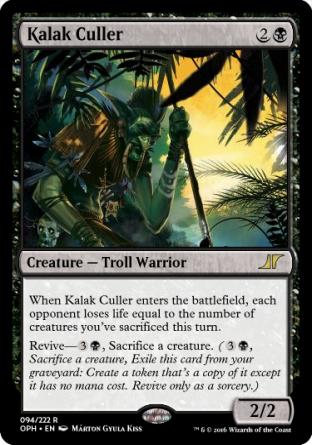 Kalak Culler 2
Creature — Troll Warrior
When Kalak Culler enters the battlefield, each
opponent loses life equal to the number of
creatures you've sacrificed this turn.
Revive— 3 , Sacrifice a creature. ( 3 ,
Sacrifice a creature, Exile this card from your
graveyard: Create a token that's a copy of it except
it has no mana cost. Revive only as a sorcery.)
2/2
094/222 R
OPH • EN Márton Gyula Kiss
™ & © 2016 Wizards of the Coast